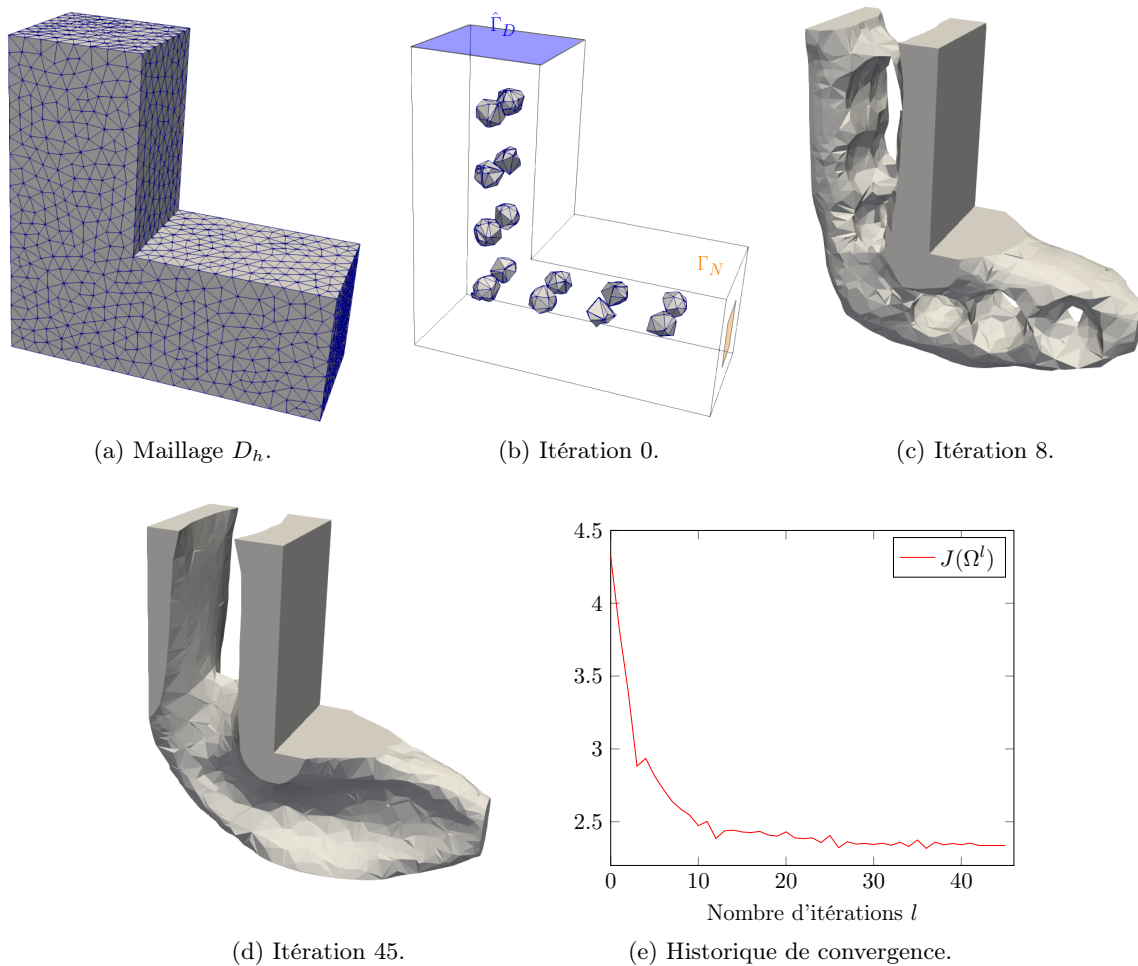 \hat{Γ}_D
Γ_N
(a) Maillage D_h.
(b) Itération 0.
(c) Itération 8.
4.5
4
3.5
3
2.5
J(Ω^l)
0
10
20
30
40
Nombre d'itérations l
(d) Itération 45.
(e) Historique de convergence.